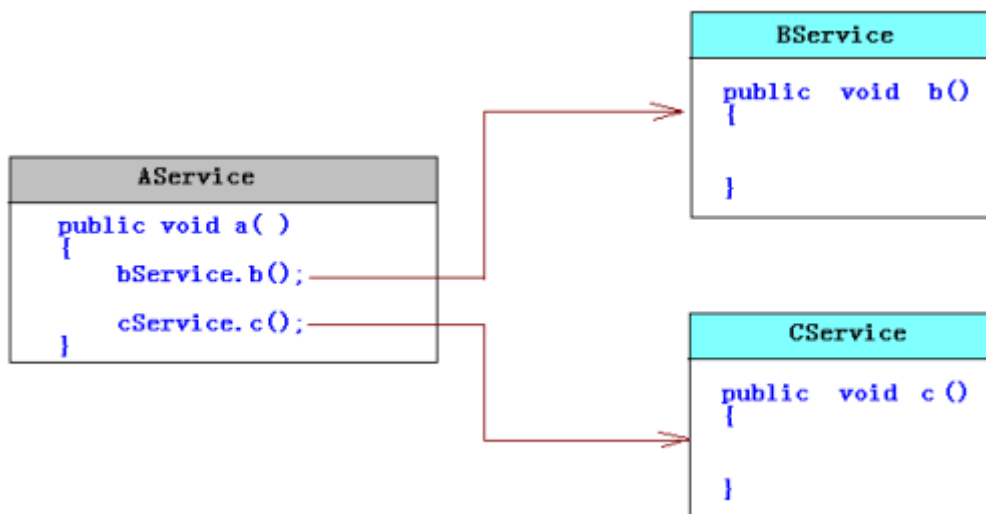 AService
public void a( )
{
bService.b();
cService.c();
}
BService
public void b()
{
}
CService
public void c ()
{
}